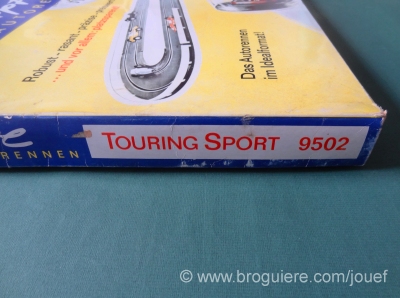 Robust - rasant -
... und vor allem
Das Autorennen
im Idealformat!
RENNEN
TOURING SPORT 9502
© www.broguiere.com/jouef